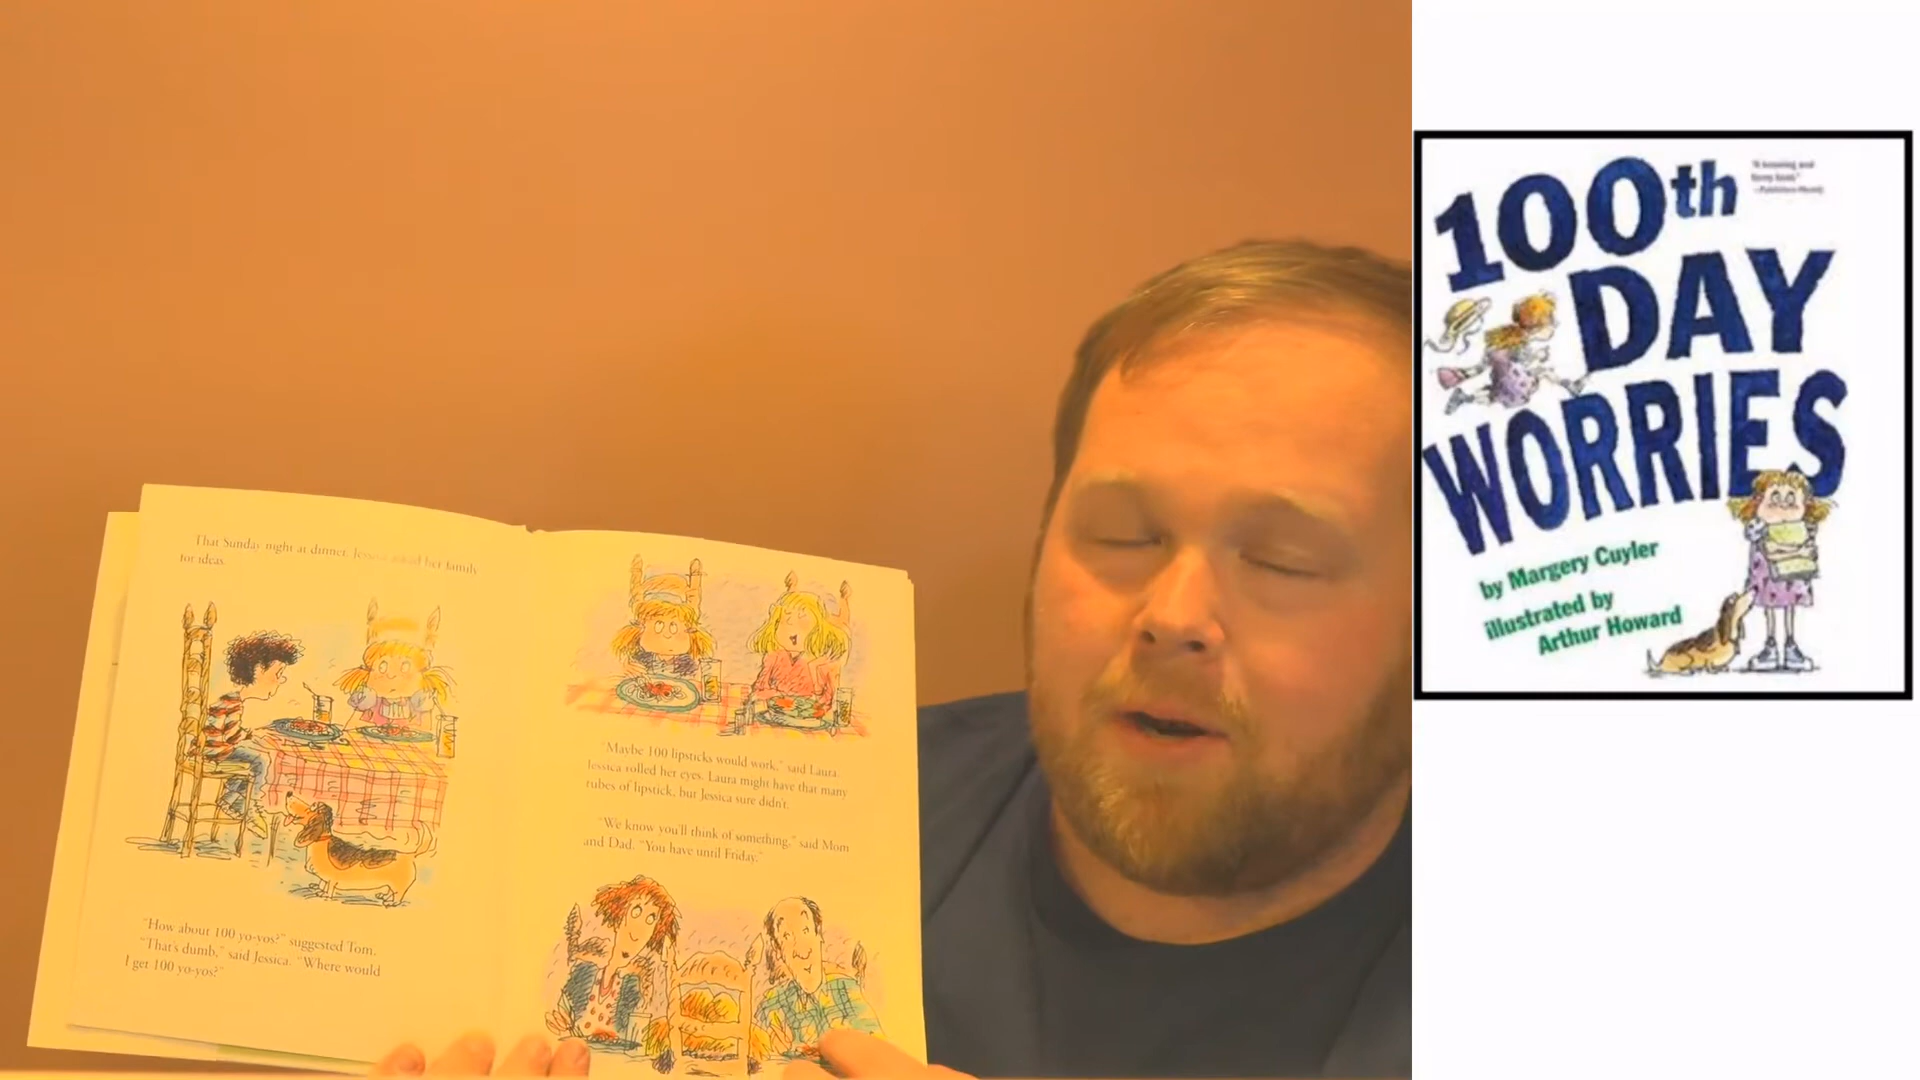 That Sunday night at dinner, Jessica asked her family
for ideas.
"How about 100 yo-yos?" suggested Tom.
"That's dumb," said Jessica. "Where would
I get 100 yo-yos?"
"Maybe 100 lipsticks would work," said Laura.
Jessica rolled her eyes. Laura might have that many
tubes of lipstick, but Jessica sure didn't.
"We know you'll think of something," said Mom
and Dad. "You have until Friday."
100th
DAY
WORRIES
by Margery Cuyler
illustrated by
Arthur Howard